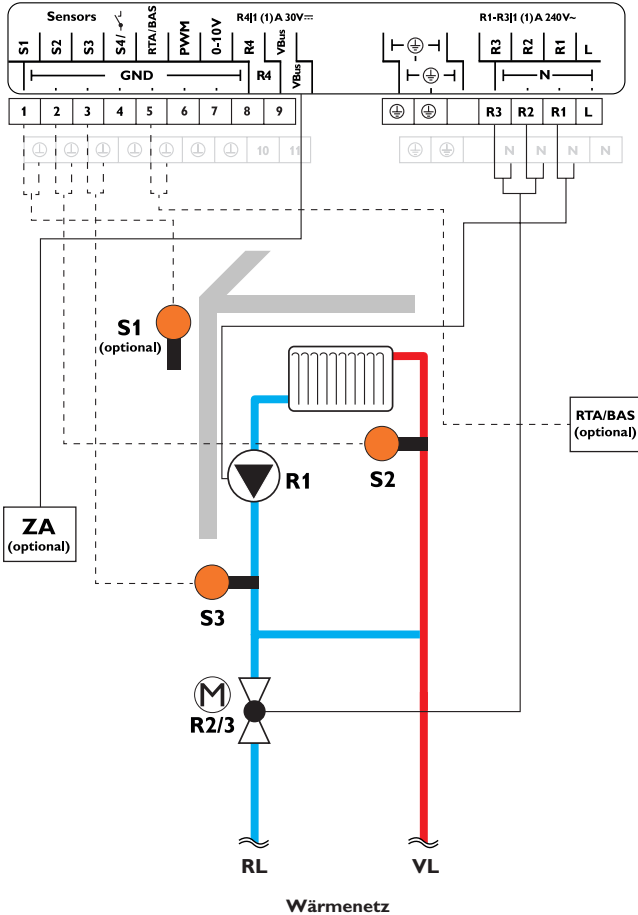 Sensors
R4|1 (1) A 30V⎓
R1-R3|1 (1) A 240V~
S1 S2 S3 S4/ RTA/BAS PWM 0-10V R4 VBus VBus
R3 R2 R1 L
GND R4 N
1 2 3 4 5 6 7 8 9 R3 R2 R1 L
10 11 N N N N
S1
(optional)
RTA/BAS
(optional)
S2
R1
ZA
(optional)
S3
M
R2/3
RL VL
Wärmenetz